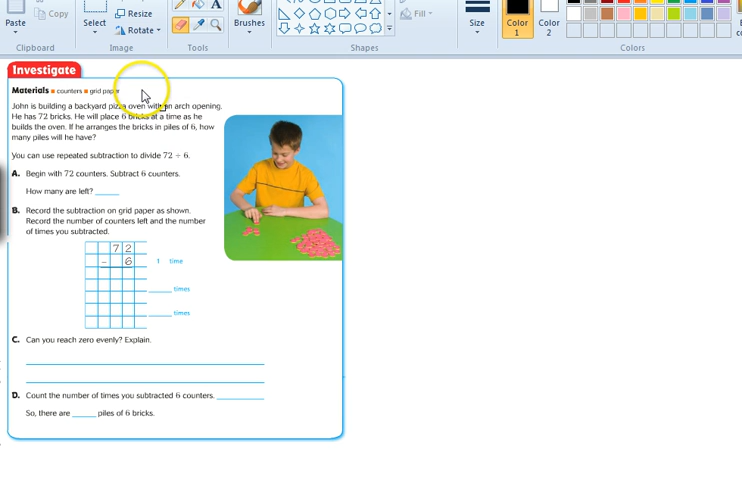 Paste
Copy
Resize
Rotate
Select
A
Brushes
Fill
Size
Color
1
Color
2
Clipboard
Image
Tools
Shapes
Colors
Investigate
Materials ■ counters ■ grid paper
John is building a backyard pizza oven with an arch opening.
He has 72 bricks. He will place 6 bricks at a time as he
builds the oven. If he arranges the bricks in piles of 6, how
many piles will he have?
You can use repeated subtraction to divide 72 ÷ 6.
A. Begin with 72 counters. Subtract 6 counters.
How many are left? ______
B. Record the subtraction on grid paper as shown.
Record the number of counters left and the number
of times you subtracted.
7 2
− 6 1 time
______ times
______ times
C. Can you reach zero evenly? Explain.
D. Count the number of times you subtracted 6 counters. ______
So, there are ______ piles of 6 bricks.